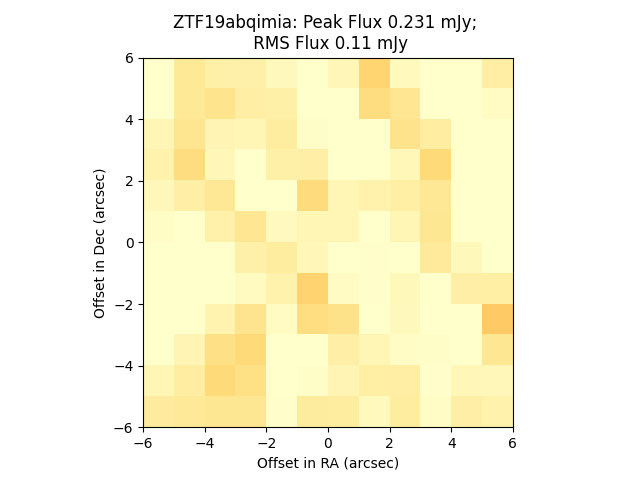 ZTF19abqimia: Peak Flux 0.231 mJy;
RMS Flux 0.11 mJy
6
4
2
0
−2
−4
−6
Offset in Dec (arcsec)
−6 −4 −2 0 2 4 6
Offset in RA (arcsec)